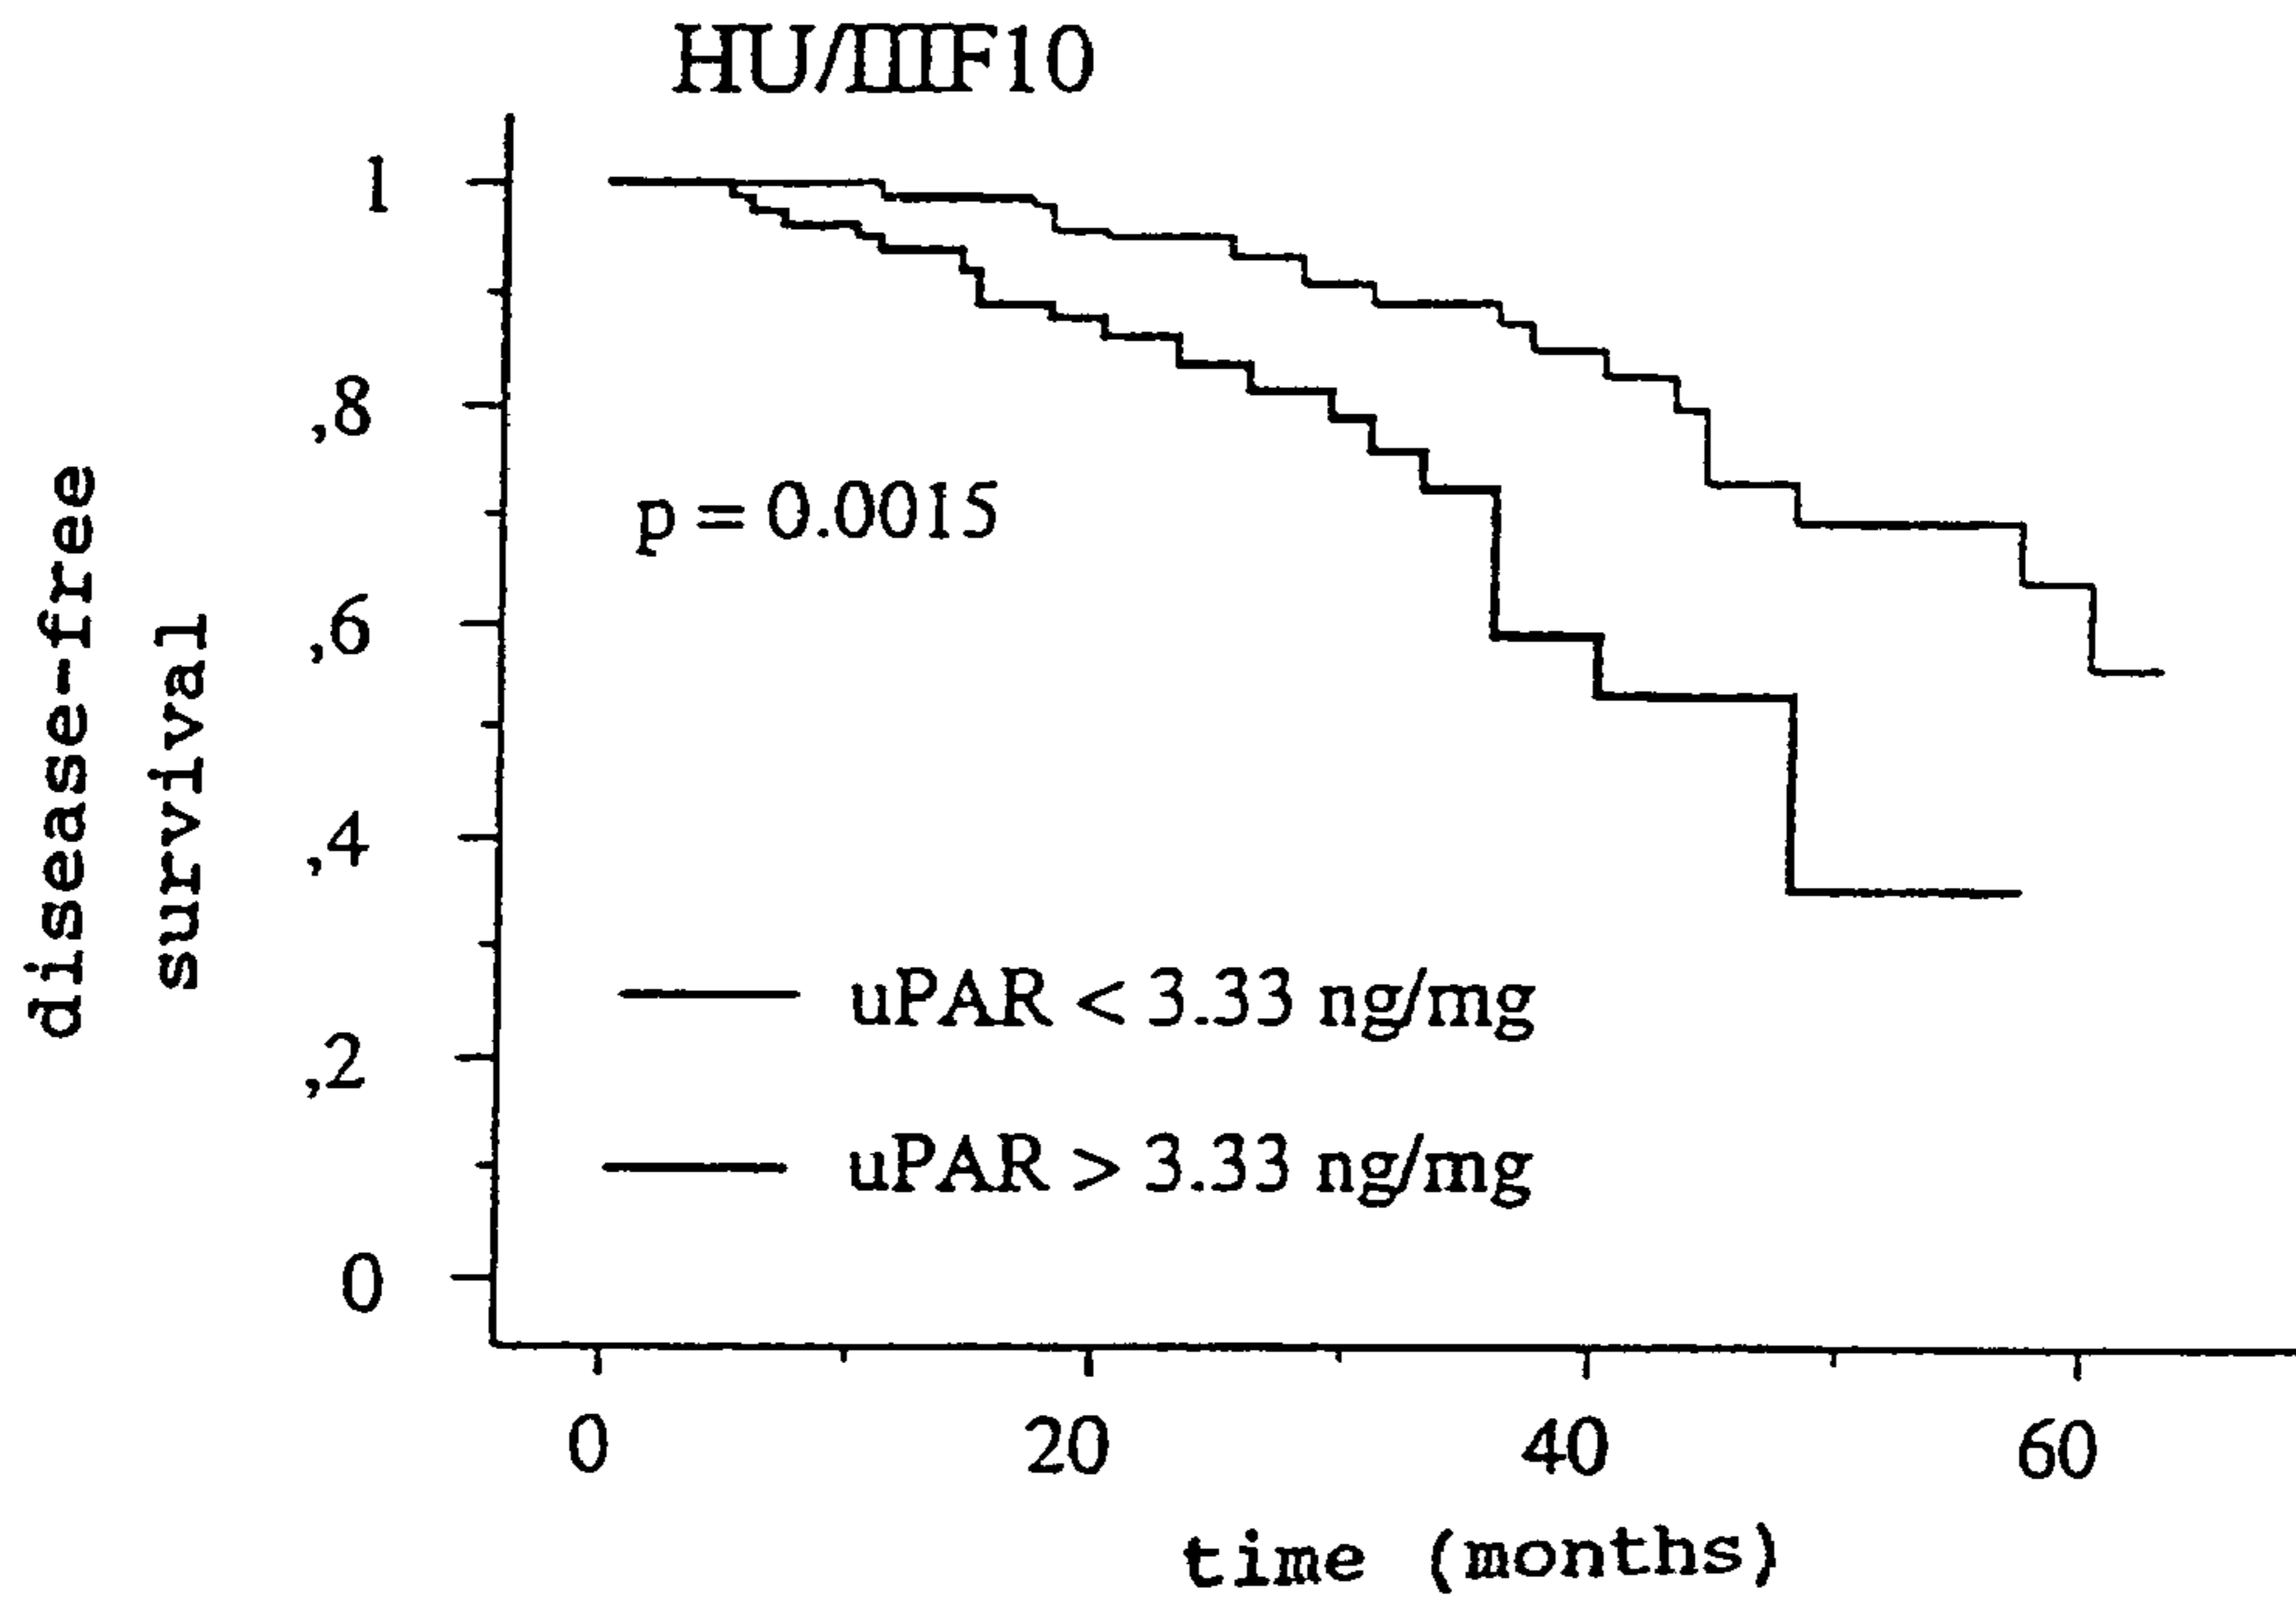 HU/IIIF10
1
,8
,6
,4
,2
0
disease-free
survival
p = 0.0015
uPAR < 3.33 ng/mg
uPAR > 3.33 ng/mg
0 20 40 60
time (months)